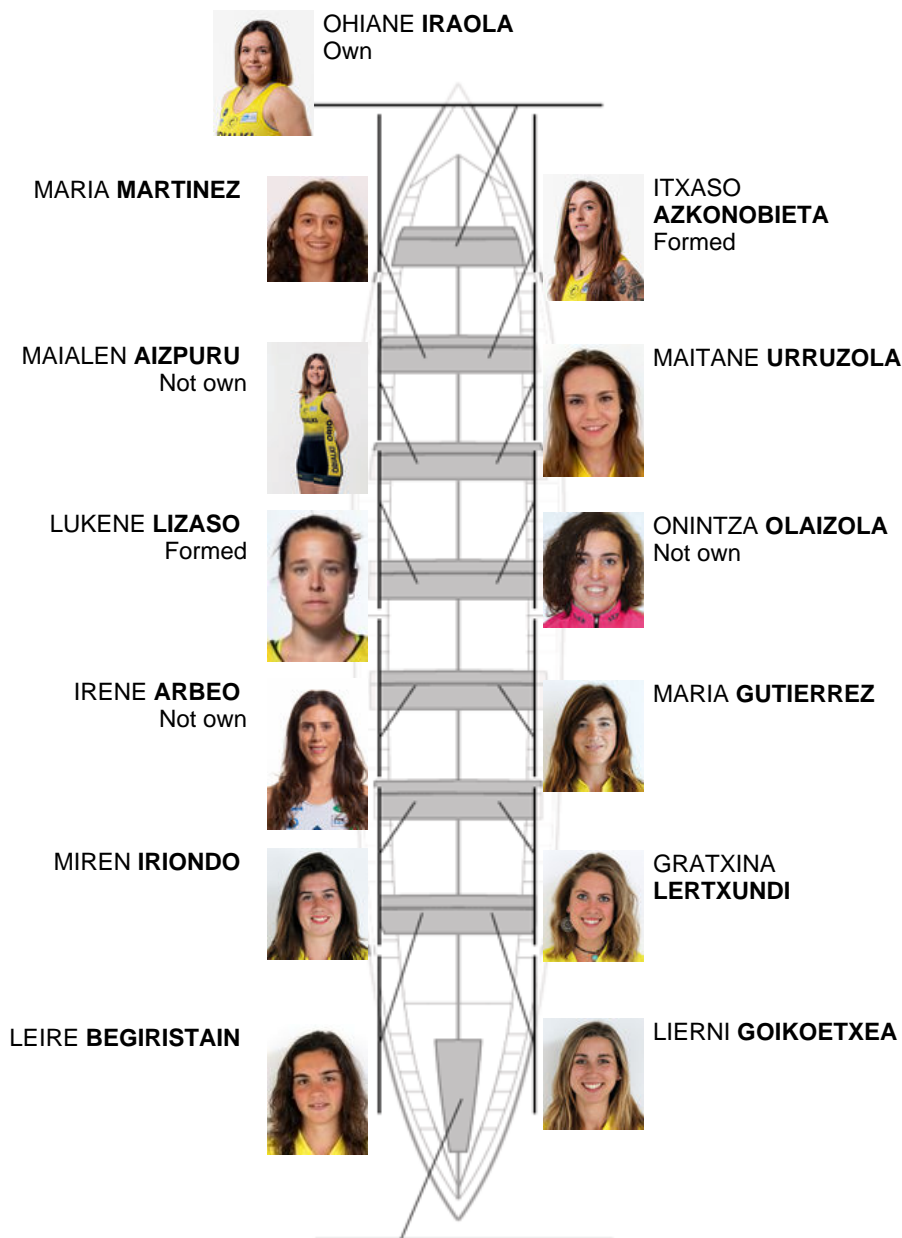 OHIANE IRAOLA
Own
MARIA MARTINEZ
ITXASO
AZKONOBIETA
Formed
MAIALEN AIZPURU
Not own
MAITANE URRUZOLA
LUKENE LIZASO
Formed
ONINTZA OLAIZOLA
Not own
IRENE ARBEO
Not own
MARIA GUTIERREZ
MIREN IRIONDO
GRATXINA
LERTXUNDI
LEIRE BEGIRISTAIN
LIERNI GOIKOETXEA